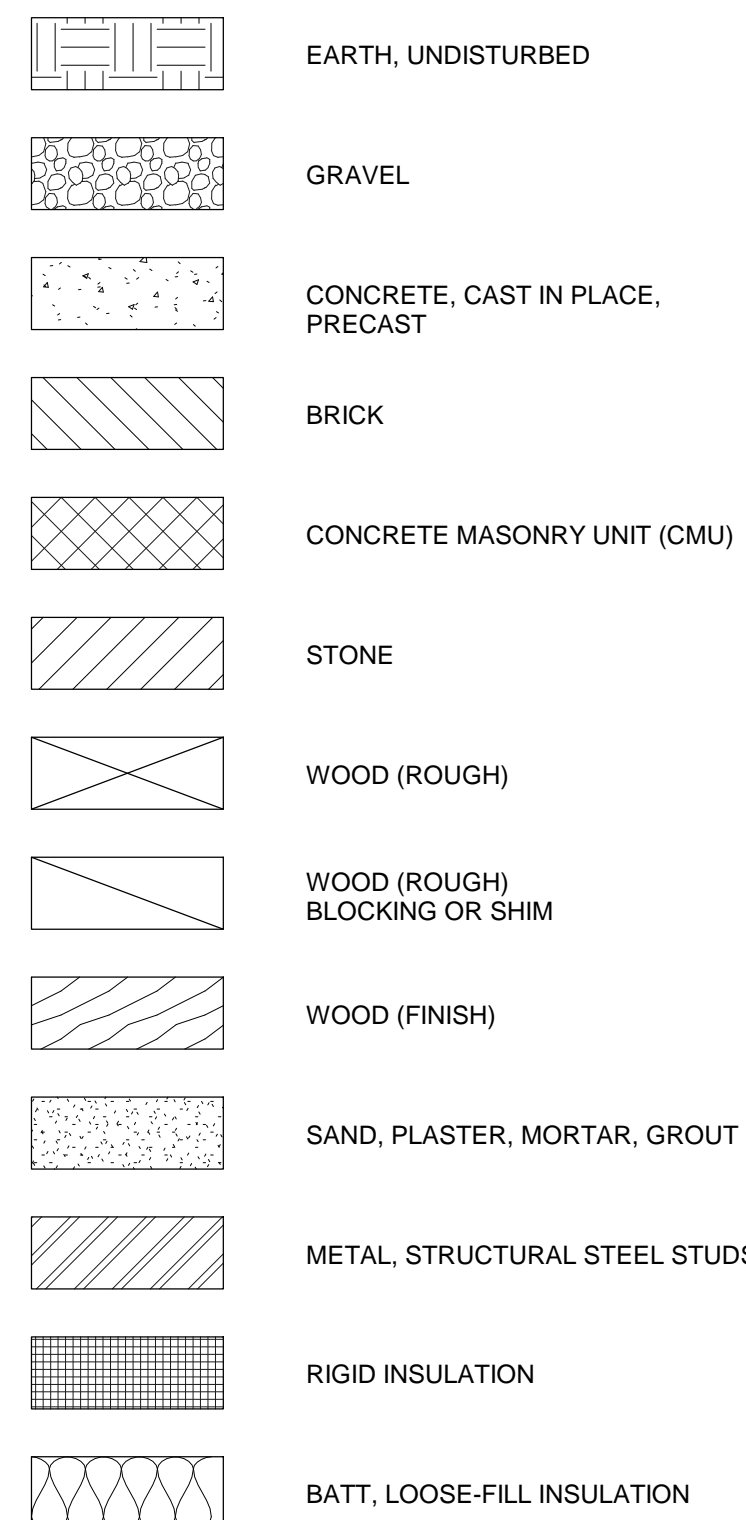 EARTH, UNDISTURBED
GRAVEL
CONCRETE, CAST IN PLACE,
PRECAST
BRICK
CONCRETE MASONRY UNIT (CMU)
STONE
WOOD (ROUGH)
WOOD (ROUGH)
BLOCKING OR SHIM
WOOD (FINISH)
SAND, PLASTER, MORTAR, GROUT
METAL, STRUCTURAL STEEL STUDS
RIGID INSULATION
BATT, LOOSE-FILL INSULATION